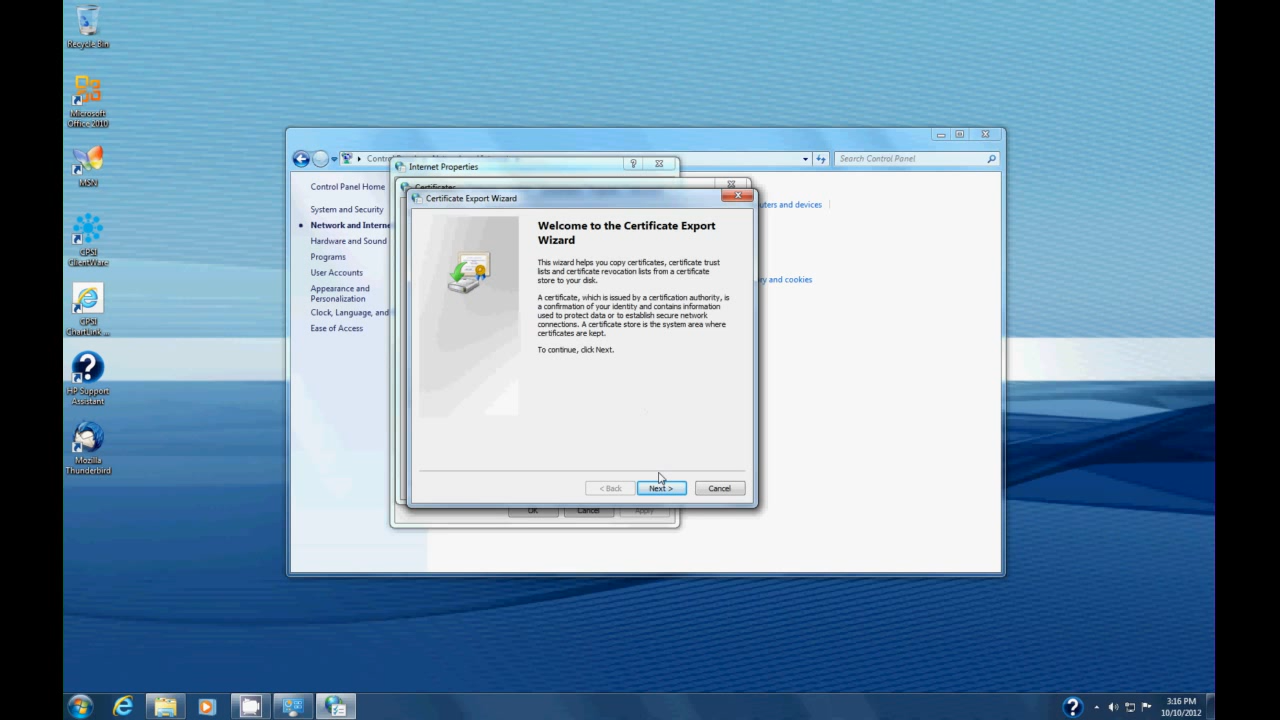 Recycle Bin
Microsoft
Office 2010
MSN
CPSI
ClientWare
CPSI
ChartLink ...
HP Support
Assistant
Mozilla
Thunderbird
Search Control Panel
Internet Properties
Certificates
Certificate Export Wizard
Control Panel Home
System and Security
Network and Interne
Hardware and Sound
Programs
User Accounts
Appearance and
Personalization
Clock, Language, and
Ease of Access
uters and devices
y and cookies
Welcome to the Certificate Export
Wizard
This wizard helps you copy certificates, certificate trust
lists and certificate revocation lists from a certificate
store to your disk.
A certificate, which is issued by a certification authority, is
a confirmation of your identity and contains information
used to protect data or to establish secure network
connections. A certificate store is the system area where
certificates are kept.
To continue, click Next.
< Back
Next >
Cancel
OK
Cancel
Apply
3:16 PM
10/10/2012